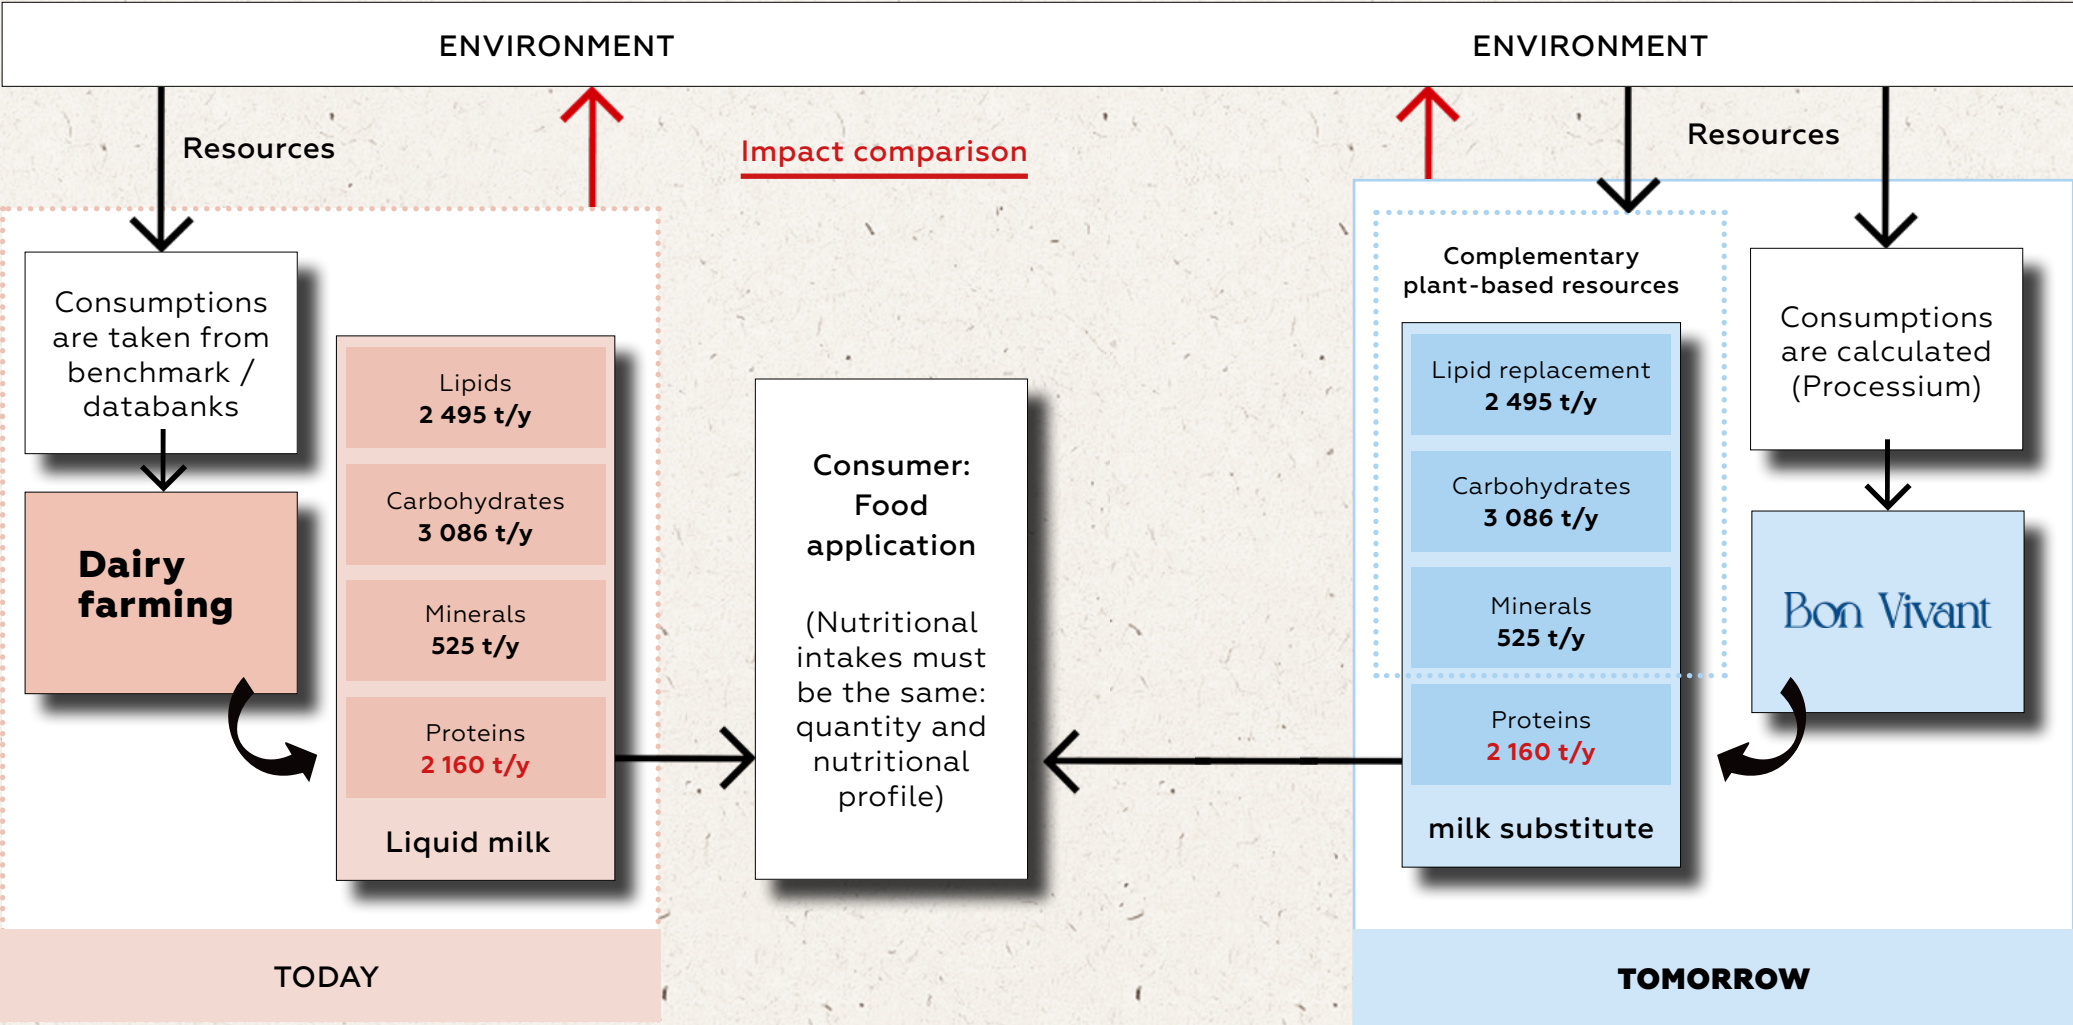 ENVIRONMENT
ENVIRONMENT
Resources
Impact comparison
Resources
Consumptions
are taken from
benchmark /
databanks
Dairy
farming
Lipids
2 495 t/y
Carbohydrates
3 086 t/y
Minerals
525 t/y
Proteins
2 160 t/y
Liquid milk
TODAY
Consumer:
Food
application
(Nutritional
intakes must
be the same:
quantity and
nutritional
profile)
Complementary
plant-based resources
Lipid replacement
2 495 t/y
Carbohydrates
3 086 t/y
Minerals
525 t/y
Proteins
2 160 t/y
milk substitute
Consumptions
are calculated
(Processium)
Bon Vivant
TOMORROW